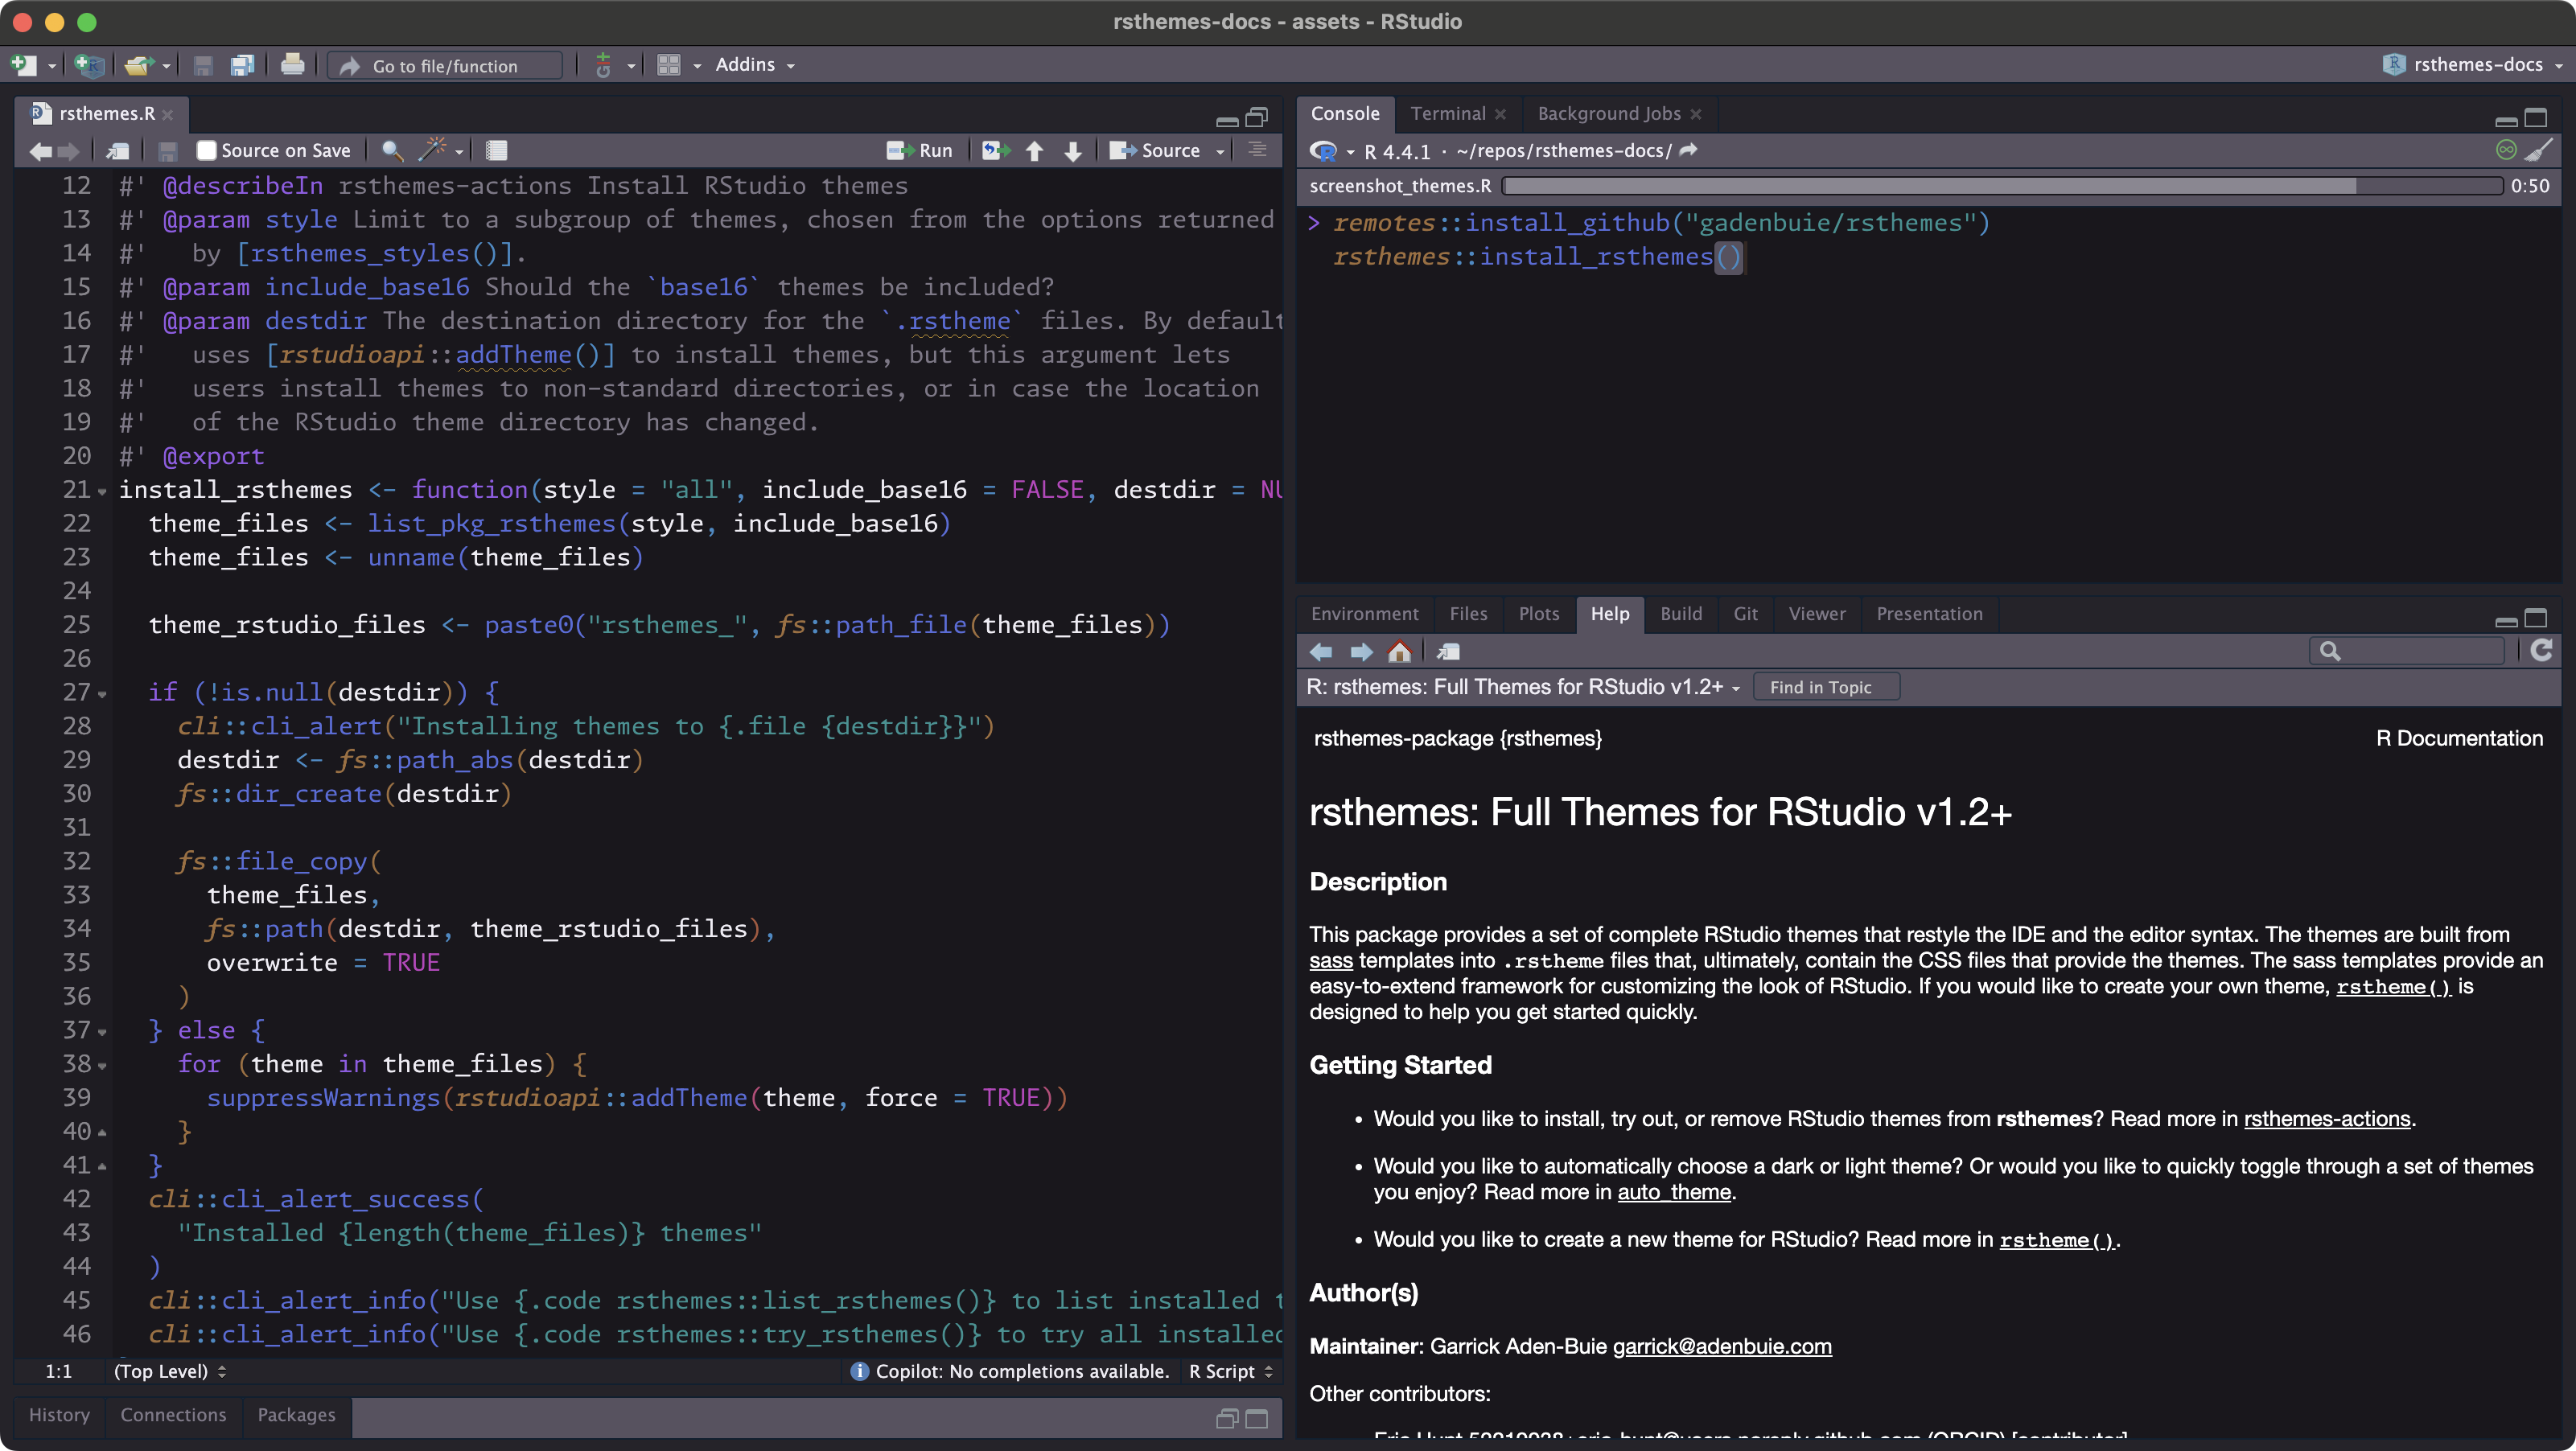 rsthemes-docs - assets - RStudio
Go to file/function
Addins
rsthemes-docs
rsthemes.R
Source on Save
Run
Source
12 #' @describeIn rsthemes-actions Install RStudio themes
13 #' @param style Limit to a subgroup of themes, chosen from the options returned
14 #'   by [rsthemes_styles()].
15 #' @param include_base16 Should the `base16` themes be included?
16 #' @param destdir The destination directory for the `.rstheme` files. By default
17 #'   uses [rstudioapi::addTheme()] to install themes, but this argument lets
18 #'   users install themes to non-standard directories, or in case the location
19 #'   of the RStudio theme directory has changed.
20 #' @export
21 install_rsthemes <- function(style = "all", include_base16 = FALSE, destdir = NU
22   theme_files <- list_pkg_rsthemes(style, include_base16)
23   theme_files <- unname(theme_files)
24
25   theme_rstudio_files <- paste0("rsthemes_", fs::path_file(theme_files))
26
27   if (!is.null(destdir)) {
28     cli::cli_alert("Installing themes to {.file {destdir}}")
29     destdir <- fs::path_abs(destdir)
30     fs::dir_create(destdir)
31
32     fs::file_copy(
33       theme_files,
34       fs::path(destdir, theme_rstudio_files),
35       overwrite = TRUE
36     )
37   } else {
38     for (theme in theme_files) {
39       suppressWarnings(rstudioapi::addTheme(theme, force = TRUE))
40     }
41   }
42   cli::cli_alert_success(
43     "Installed {length(theme_files)} themes"
44   )
45   cli::cli_alert_info("Use {.code rsthemes::list_rsthemes()} to list installed t
46   cli::cli_alert_info("Use {.code rsthemes::try_rsthemes()} to try all installed
1:1 (Top Level)
Copilot: No completions available. R Script
History Connections Packages
Console Terminal Background Jobs
R 4.4.1 · ~/repos/rsthemes-docs/
screenshot_themes.R 0:50
> remotes::install_github("gadenbuie/rsthemes")
rsthemes::install_rsthemes()
Environment Files Plots Help Build Git Viewer Presentation
R: rsthemes: Full Themes for RStudio v1.2+ Find in Topic
rsthemes-package {rsthemes} R Documentation
rsthemes: Full Themes for RStudio v1.2+
Description
This package provides a set of complete RStudio themes that restyle the IDE and the editor syntax. The themes are built from
sass templates into .rstheme files that, ultimately, contain the CSS files that provide the themes. The sass templates provide an
easy-to-extend framework for customizing the look of RStudio. If you would like to create your own theme, rstheme() is
designed to help you get started quickly.
Getting Started
• Would you like to install, try out, or remove RStudio themes from rsthemes? Read more in rsthemes-actions.
• Would you like to automatically choose a dark or light theme? Or would you like to quickly toggle through a set of themes
you enjoy? Read more in auto_theme.
• Would you like to create a new theme for RStudio? Read more in rstheme().
Author(s)
Maintainer: Garrick Aden-Buie garrick@adenbuie.com
Other contributors: